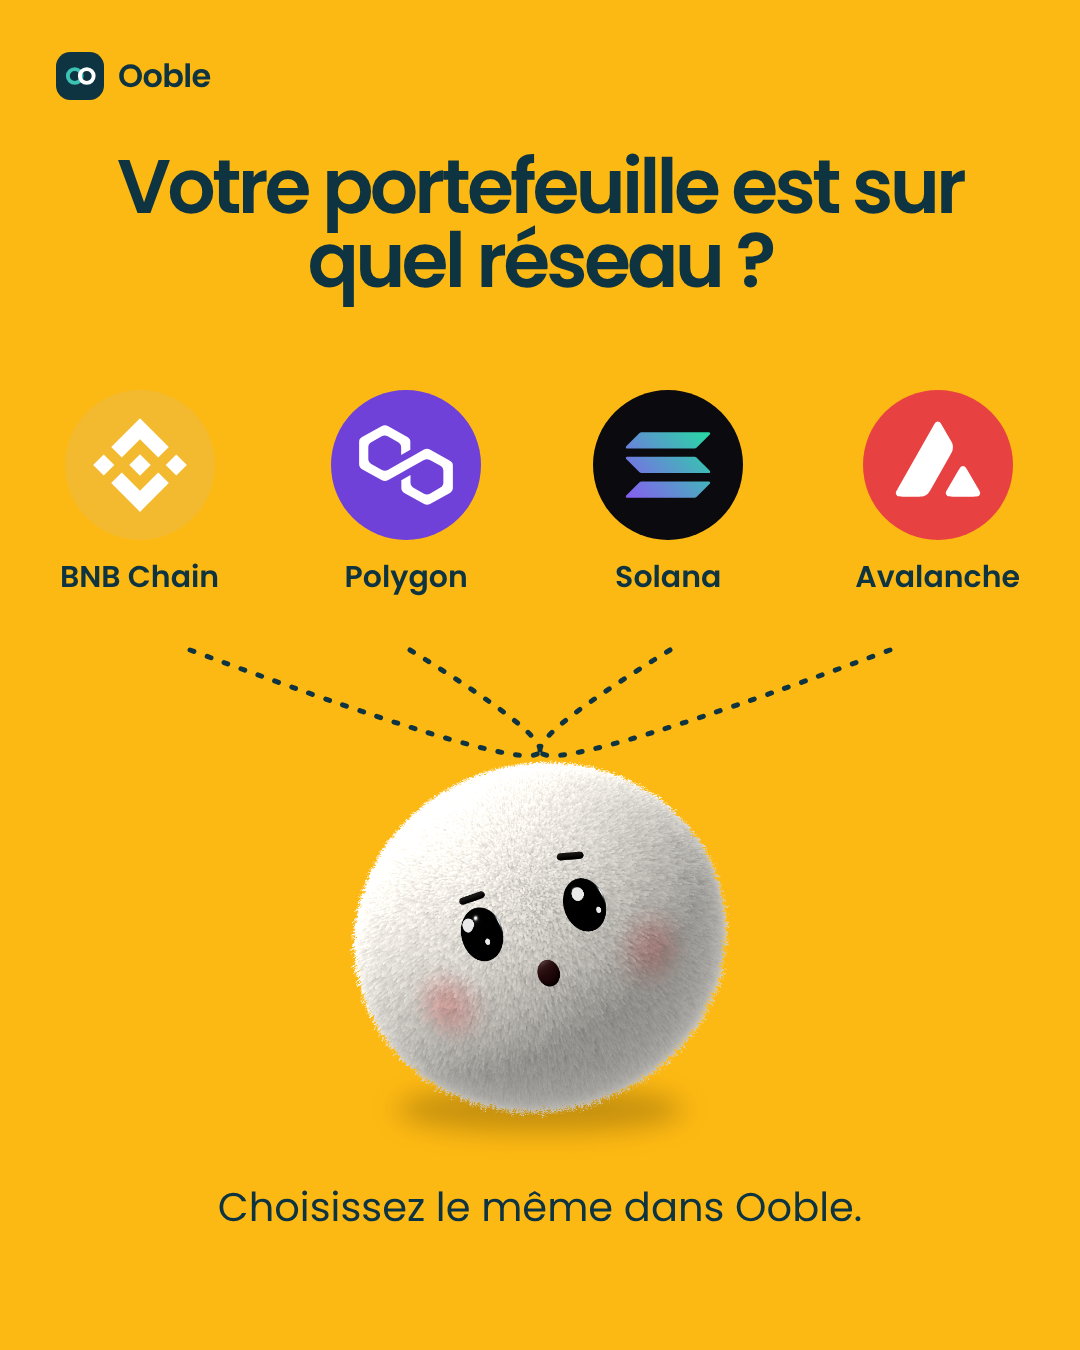 Ooble
Votre portefeuille est sur
quel réseau ?
BNB Chain
Polygon
Solana
Avalanche
Choisissez le même dans Ooble.